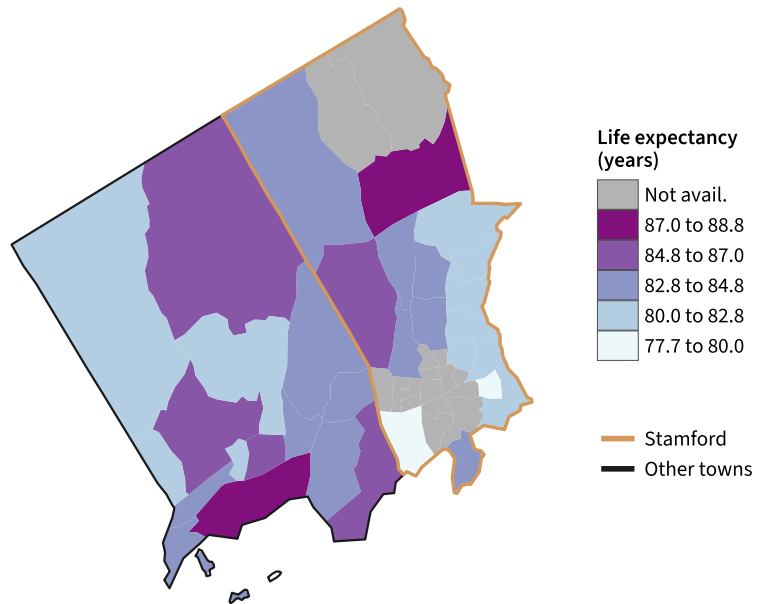 Life expectancy
(years)
Not avail.
87.0 to 88.8
84.8 to 87.0
82.8 to 84.8
80.0 to 82.8
77.7 to 80.0
Stamford
Other towns